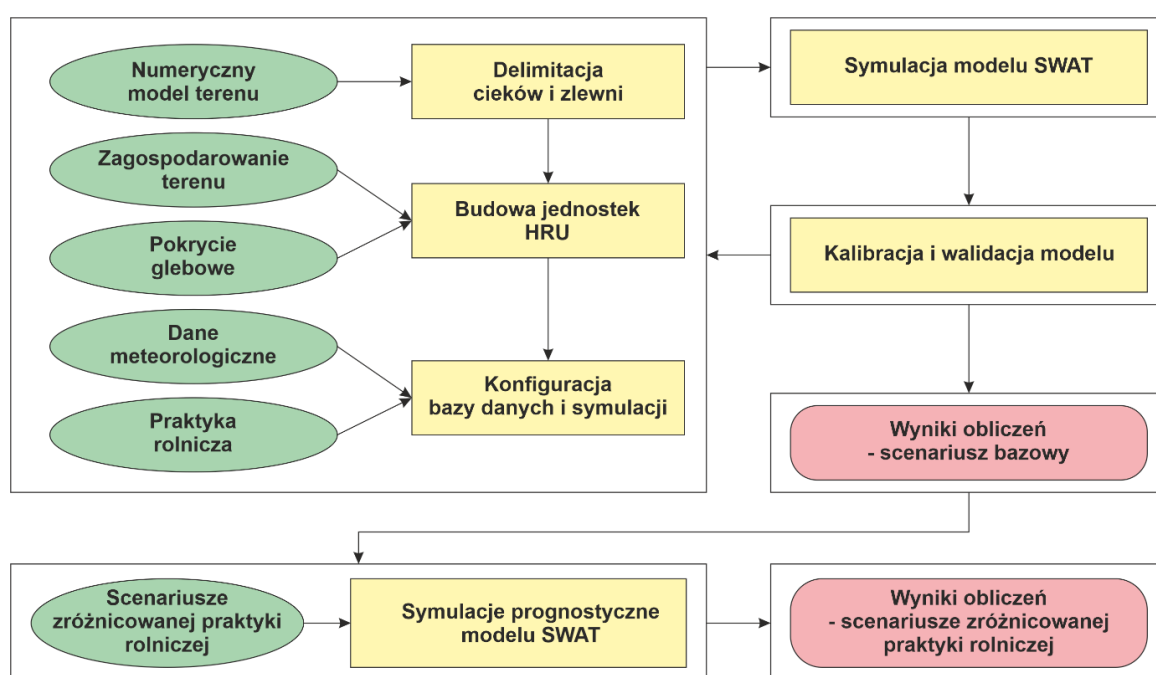 Numeryczny
model terenu
Delimitacja
cieków i zlewni
Symulacja modelu SWAT
Zagospodarowanie
terenu
Budowa jednostek
HRU
Pokrycie
glebowe
Kalibracja i walidacja modelu
Dane
meteorologiczne
Konfiguracja
bazy danych i symulacji
Praktyka
rolnicza
Wyniki obliczeń
- scenariusz bazowy
Scenariusze
zróżnicowanej praktyki
rolniczej
Symulacje prognostyczne
modelu SWAT
Wyniki obliczeń
- scenariusze zróżnicowanej
praktyki rolniczej